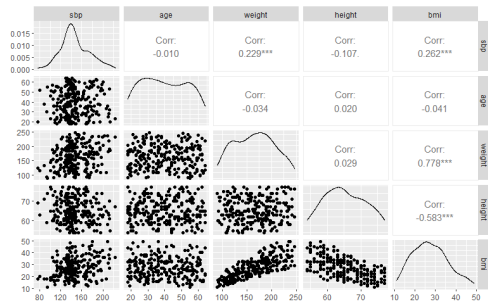 sbp age weight height bmi
0.015
0.010
0.005
0.000
Corr:
-0.010
Corr:
0.229***
Corr:
-0.107.
Corr:
0.262***
sbp
60
50
40
30
20
Corr:
-0.034
Corr:
0.020
Corr:
-0.041
age
250
200
150
100
Corr:
0.029
Corr:
0.778***
weight
70
60
Corr:
-0.583***
height
50
40
30
20
10
bmi
80 120 160 200 20 30 40 50 60 100 150 200 250 60 70 10 20 30 40 50